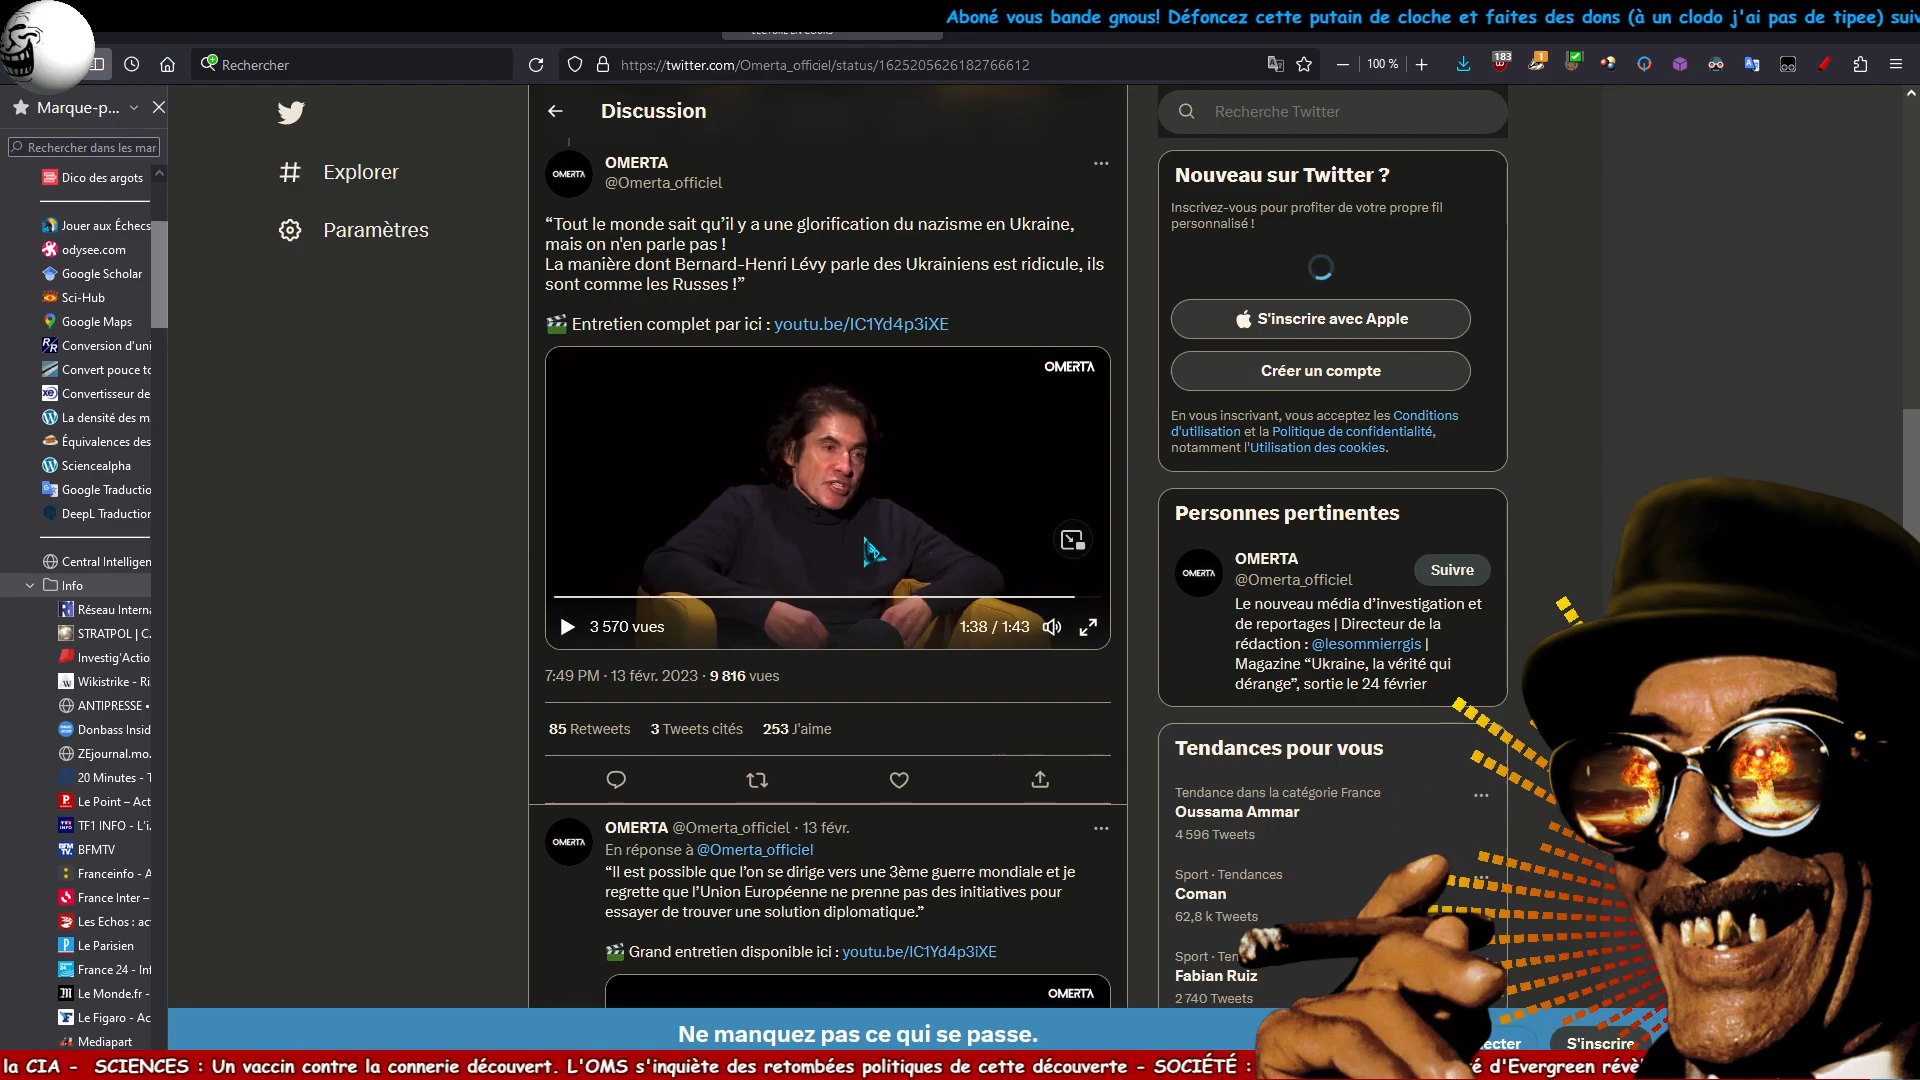 Aboné vous bande gnous! Défoncez cette putain de cloche et faites des dons (à un clodo j'ai pas de tipee) suiv
Rechercher
https://twitter.com/Omerta_officiel/status/1625205626182766612
100 %
183
1
Marque-p...
Rechercher dans les mar
Dico des argots
Jouer aux Échecs
odysee.com
Google Scholar
Sci-Hub
Google Maps
Conversion d'uni
Convert pouce to
Convertisseur de
La densité des m
Équivalences des
Sciencealpha
Google Traductio
DeepL Traduction
Central Intelligen
Info
Réseau Interna
STRATPOL | C.
Investig'Actio
Wikistrike - Ri
ANTIPRESSE •
Donbass Insid
ZEjournal.mo.
20 Minutes - T
Le Point – Act
TF1 INFO - L'i.
BFMTV
Franceinfo - A
France Inter –
Les Echos : act
Le Parisien
France 24 - Inf
Le Monde.fr -
Le Figaro - Ac
Mediapart
Explorer
Paramètres
Discussion
OMERTA
OMERTA
@Omerta_officiel
“Tout le monde sait qu’il y a une glorification du nazisme en Ukraine,
mais on n'en parle pas !
La manière dont Bernard-Henri Lévy parle des Ukrainiens est ridicule, ils
sont comme les Russes !”
Entretien complet par ici : youtu.be/IC1Yd4p3iXE
OMERTA
3 570 vues
1:38 / 1:43
7:49 PM · 13 févr. 2023 · 9 816 vues
85 Retweets 3 Tweets cités 253 J'aime
OMERTA
OMERTA @Omerta_officiel · 13 févr.
En réponse à @Omerta_officiel
“Il est possible que l’on se dirige vers une 3ème guerre mondiale et je
regrette que l’Union Européenne ne prenne pas des initiatives pour
essayer de trouver une solution diplomatique.”
Grand entretien disponible ici : youtu.be/IC1Yd4p3iXE
OMERTA
Recherche Twitter
Nouveau sur Twitter ?
Inscrivez-vous pour profiter de votre propre fil
personnalisé !
S'inscrire avec Apple
Créer un compte
En vous inscrivant, vous acceptez les Conditions
d'utilisation et la Politique de confidentialité,
notamment l'Utilisation des cookies.
Personnes pertinentes
OMERTA
OMERTA
@Omerta_officiel
Suivre
Le nouveau média d’investigation et
de reportages | Directeur de la
rédaction : @lesommierrgis |
Magazine “Ukraine, la vérité qui
dérange”, sortie le 24 février
Tendances pour vous
Tendance dans la catégorie France
Oussama Ammar
4 596 Tweets
Sport · Tendances
Coman
62,8 k Tweets
Sport · Ten
Fabian Ruiz
2 740 Tweets
Ne manquez pas ce qui se passe.
ecter
S'inscrire
la CIA - SCIENCES : Un vaccin contre la connerie découvert. L'OMS s'inquiète des retombées politiques de cette découverte - SOCIÉTÉ :
é d'Evergreen révè